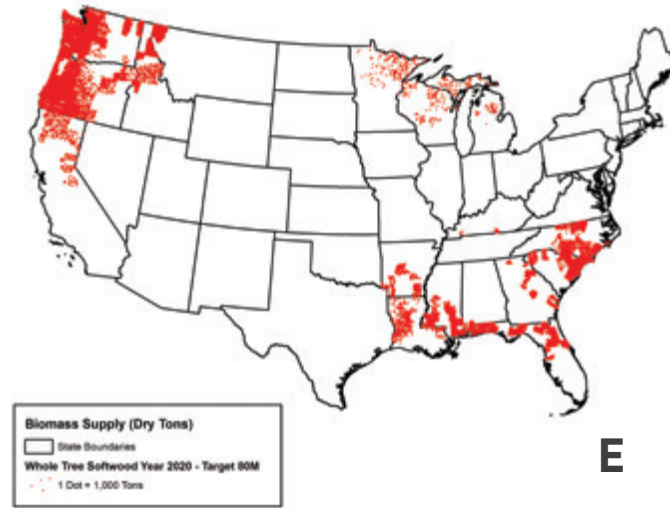 Biomass Supply (Dry Tons)
State Boundaries
Whole Tree Softwood Year 2020 - Target 80M
1 Dot = 1,000 Tons
E